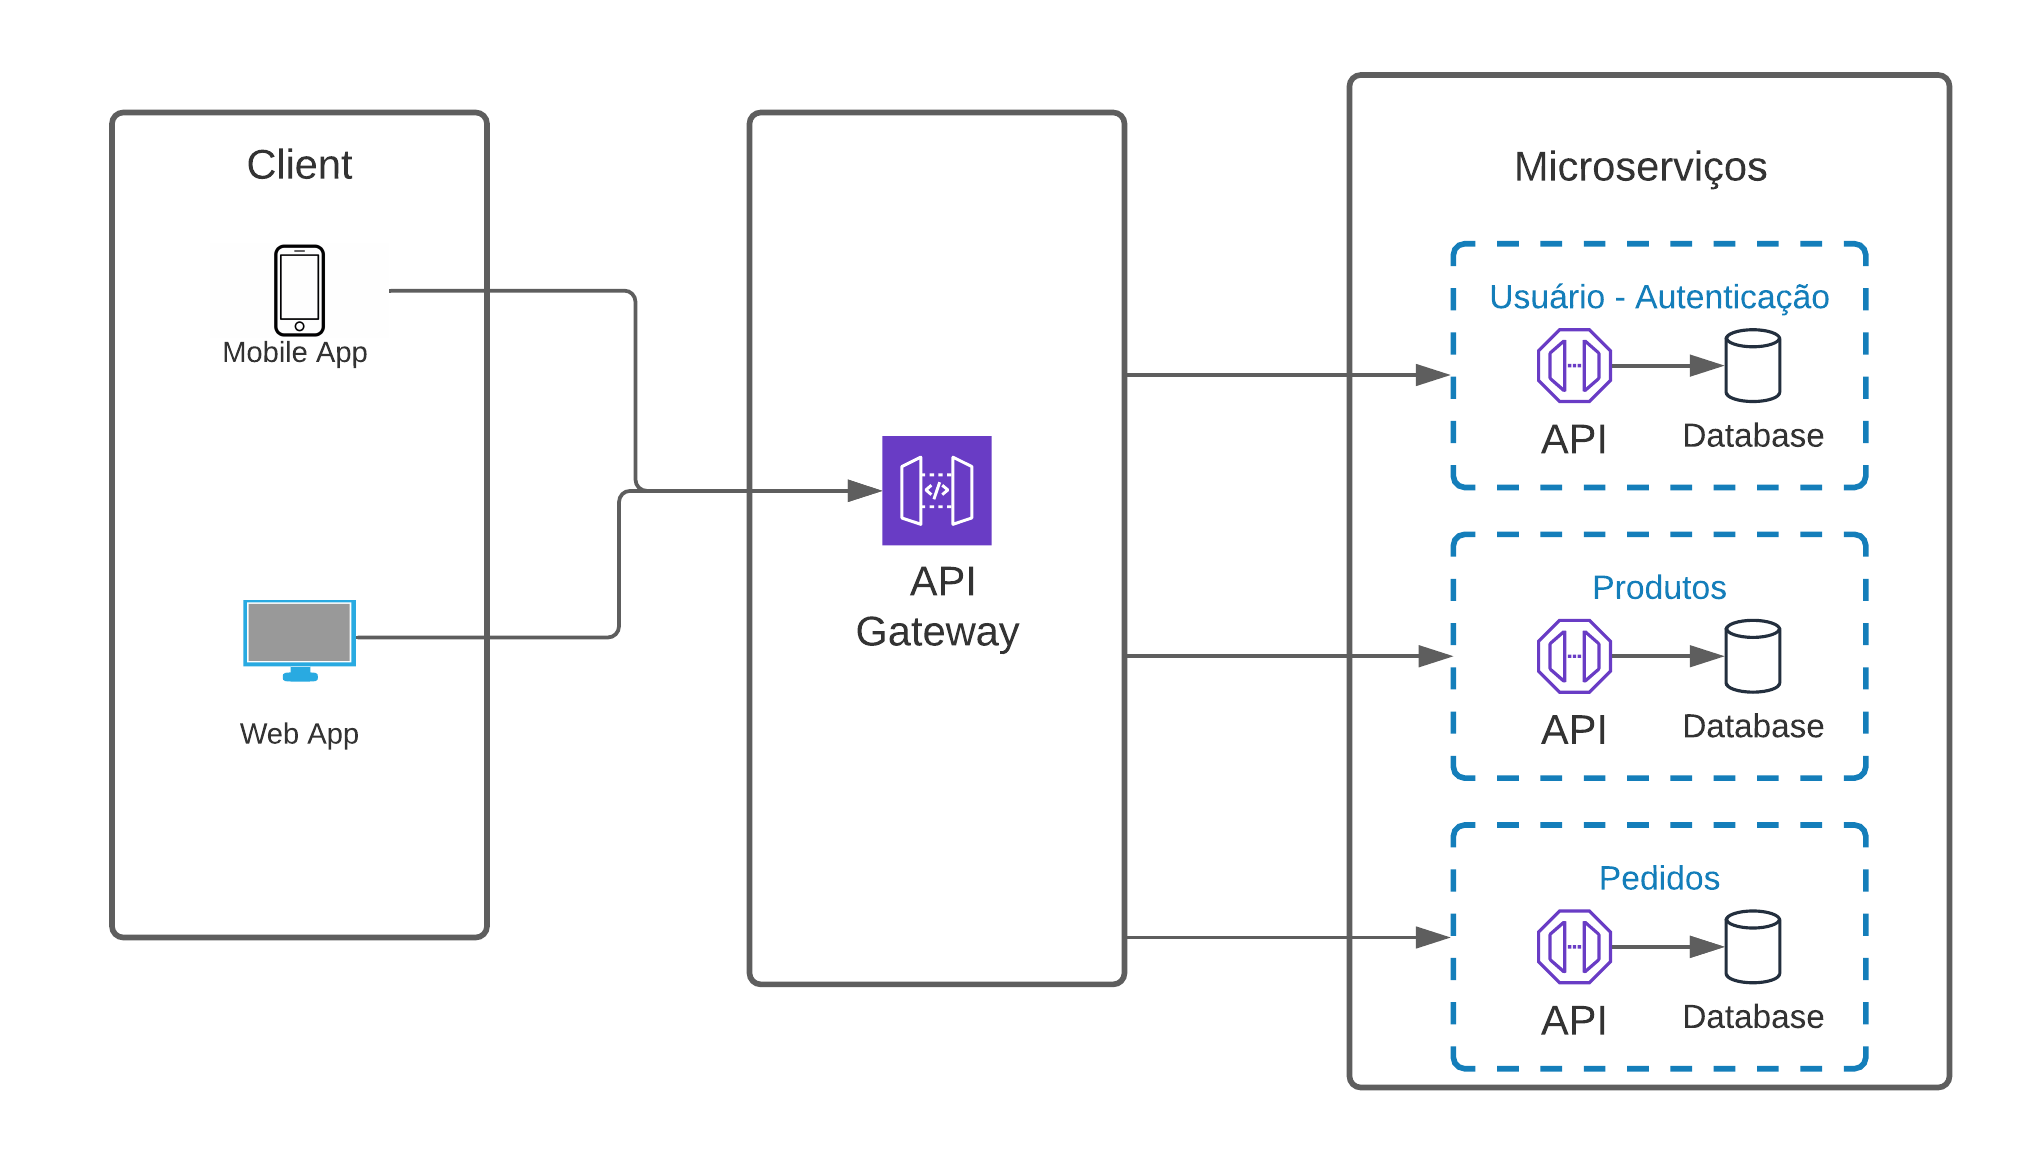 Client
Mobile App
Web App
API
Gateway
Microserviços
Usuário - Autenticação
API
Database
Produtos
API
Database
Pedidos
API
Database